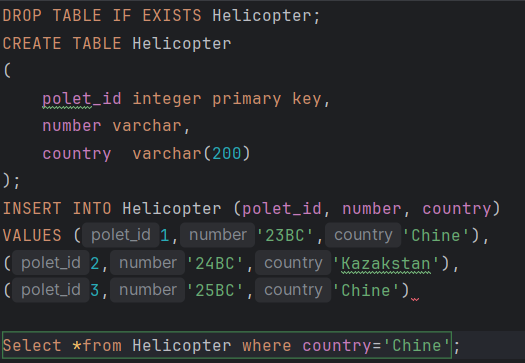 DROP TABLE IF EXISTS Helicopter;
CREATE TABLE Helicopter
(
polet_id integer primary key,
number varchar,
country  varchar(200)
);
INSERT INTO Helicopter (polet_id, number, country)
VALUES ( polet_id 1, number '23BC', country 'Chine'),
( polet_id 2, number '24BC', country 'Kazakstan'),
( polet_id 3, number '25BC', country 'Chine')
Select *from Helicopter where country='Chine';